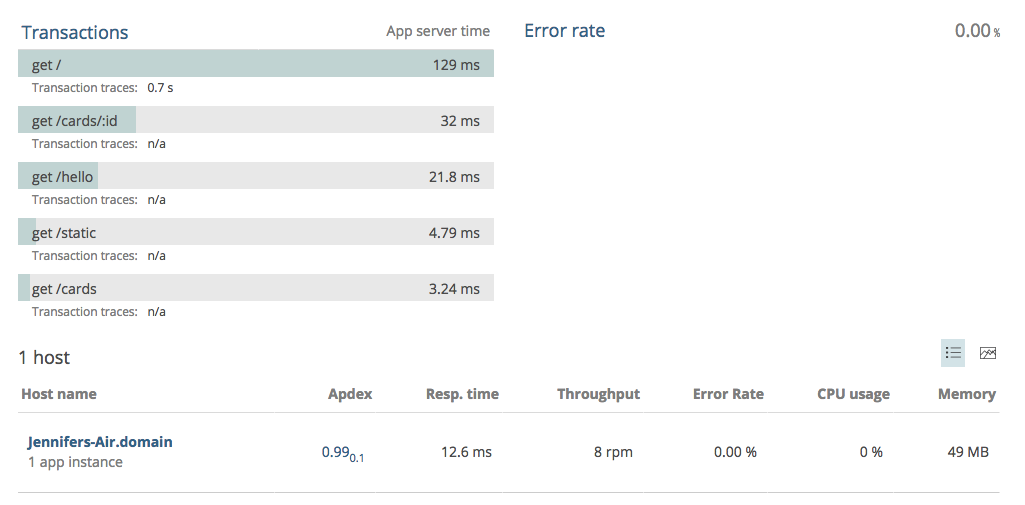 Transactions App server time
get / 129 ms
Transaction traces: 0.7 s
get /cards/:id 32 ms
Transaction traces: n/a
get /hello 21.8 ms
Transaction traces: n/a
get /static 4.79 ms
Transaction traces: n/a
get /cards 3.24 ms
Transaction traces: n/a
Error rate 0.00 %
1 host
Host name Apdex Resp. time Throughput Error Rate CPU usage Memory
Jennifers-Air.domain 0.99 0.1 12.6 ms 8 rpm 0.00 % 0 % 49 MB
1 app instance